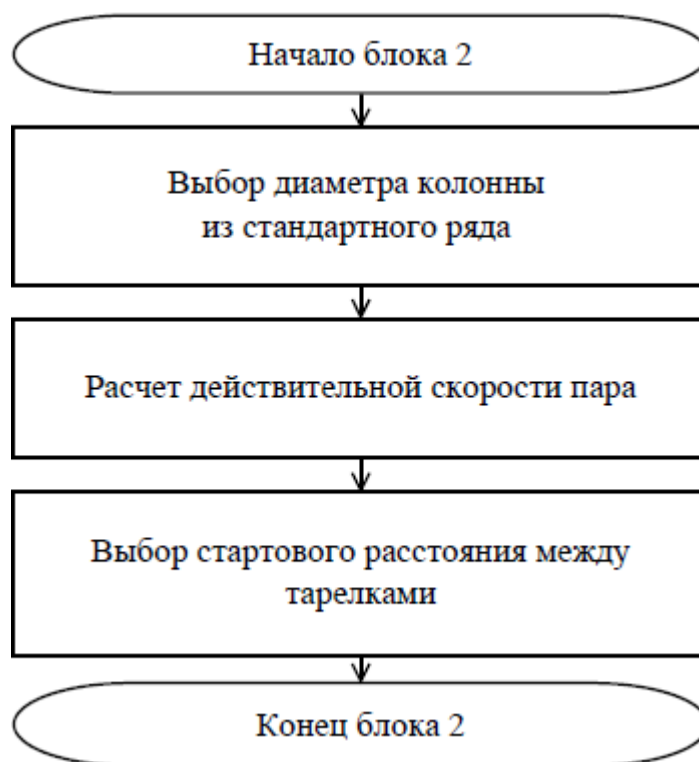 Начало блока 2
Выбор диаметра колонны
из стандартного ряда
Расчет действительной скорости пара
Выбор стартового расстояния между
тарелками
Конец блока 2